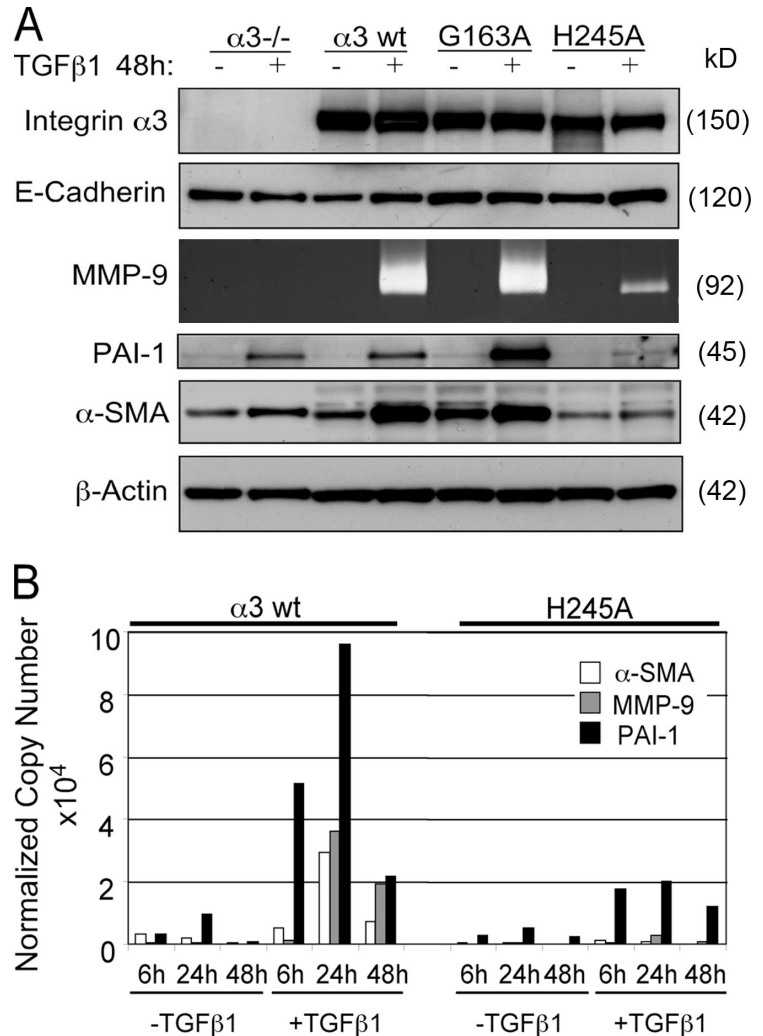 A
α3-/- α3 wt G163A H245A
kD
TGFβ1 48h: - + - + - + - +
Integrin α3 (150)
E-Cadherin (120)
MMP-9 (92)
PAI-1 (45)
α-SMA (42)
β-Actin (42)
B
α3 wt H245A
Normalized Copy Number
x10⁴
10
8
6
4
2
0
α-SMA
MMP-9
PAI-1
6h 24h 48h 6h 24h 48h 6h 24h 48h 6h 24h 48h
-TGFβ1 +TGFβ1 -TGFβ1 +TGFβ1